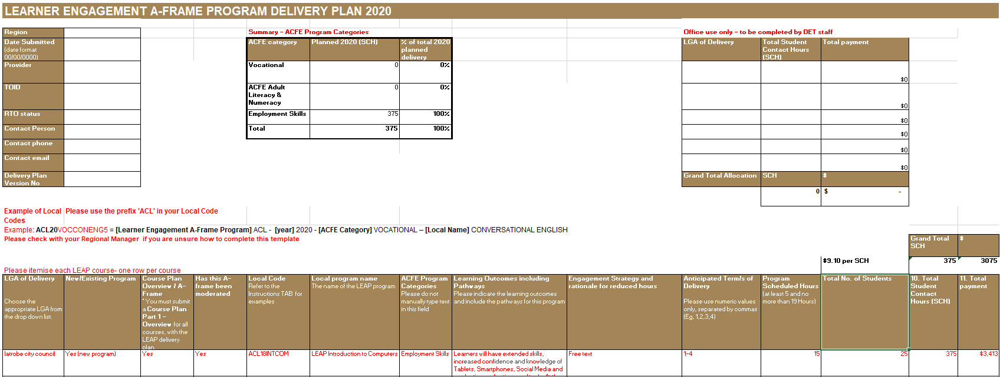 LEARNER ENGAGEMENT A-FRAME PROGRAM DELIVERY PLAN 2020
Region
Date Submitted
(date format
00/00/0000)
Provider
TOID
RTO status
Contact Person
Contact phone
Contact email
Delivery Plan
Version No
Summary - ACFE Program Categories
ACFE category Planned 2020 (SCH) % of total 2020
planned
delivery
Vocational 0 0%
ACFE Adult 0 0%
Literacy &
Numeracy
Employment Skills 375 100%
Total 375 100%
Office use only - to be completed by DET staff
LGA of Delivery Total Student Total payment
Contact Hours
(SCH)
$0
$0
$0
$0
$0
$0
Grand Total Allocation SCH $
0 $ -
Example of Local Please use the prefix 'ACL' in your Local Code
Codes
Example: ACL20VOCCONENG5 = [Learner Engagement A-Frame Program] ACL - [year] 2020 - [ACFE Category] VOCATIONAL – [Local Name] CONVERSATIONAL ENGLISH
Please check with your Regional Manager if you are unsure how to complete this template
Grand Total $
SCH
$9.10 per SCH 375 3075
Please itemise each LEAP course- one row per course
LGA of Delivery
Choose the
appropriate LGA from
the drop down list.
New/Existing Program
Course Plan
Overview / A-
Frame
*You must submit
a Course Plan
Part 1 -
Overview for all
courses, with the
LEAP delivery
plan.
Has this A-
frame been
moderated
Local Code
Refer to the
Instructions TAB for
examples
Local program name
The name of the LEAP program
ACFE Program
Categories
Please do not
manually type text
in this field
Learning Outcomes including
Pathways
Please indicate the learning outcomes
and include the pathways for this program
Engagement Strategy and
rationale for reduced hours
Anticipated Term/s of
Delivery
Please use numeric values
only, separated by commas
(Eg, 1,2,3,4)
Program
Scheduled Hours
(at least 5 and no
more than 19 Hours)
Total No. of Students
10. Total
Student
Contact
Hours (SCH)
11. Total
payment
latrobe city council Yes (new program) Yes Yes ACL18INTCOM LEAP Introduction to Computers Employment Skills Learners will have extended skills, Free text 1-4 15 25 375 $3,413
increased confidence and knowledge of
Tablets, Smartphones, Social Media and